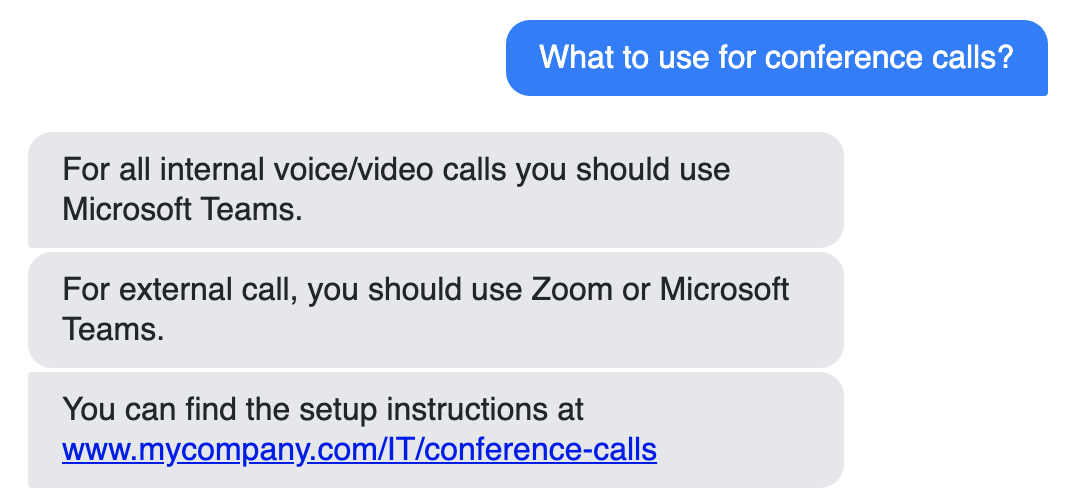 What to use for conference calls?
For all internal voice/video calls you should use
Microsoft Teams.
For external call, you should use Zoom or Microsoft
Teams.
You can find the setup instructions at
www.mycompany.com/IT/conference-calls